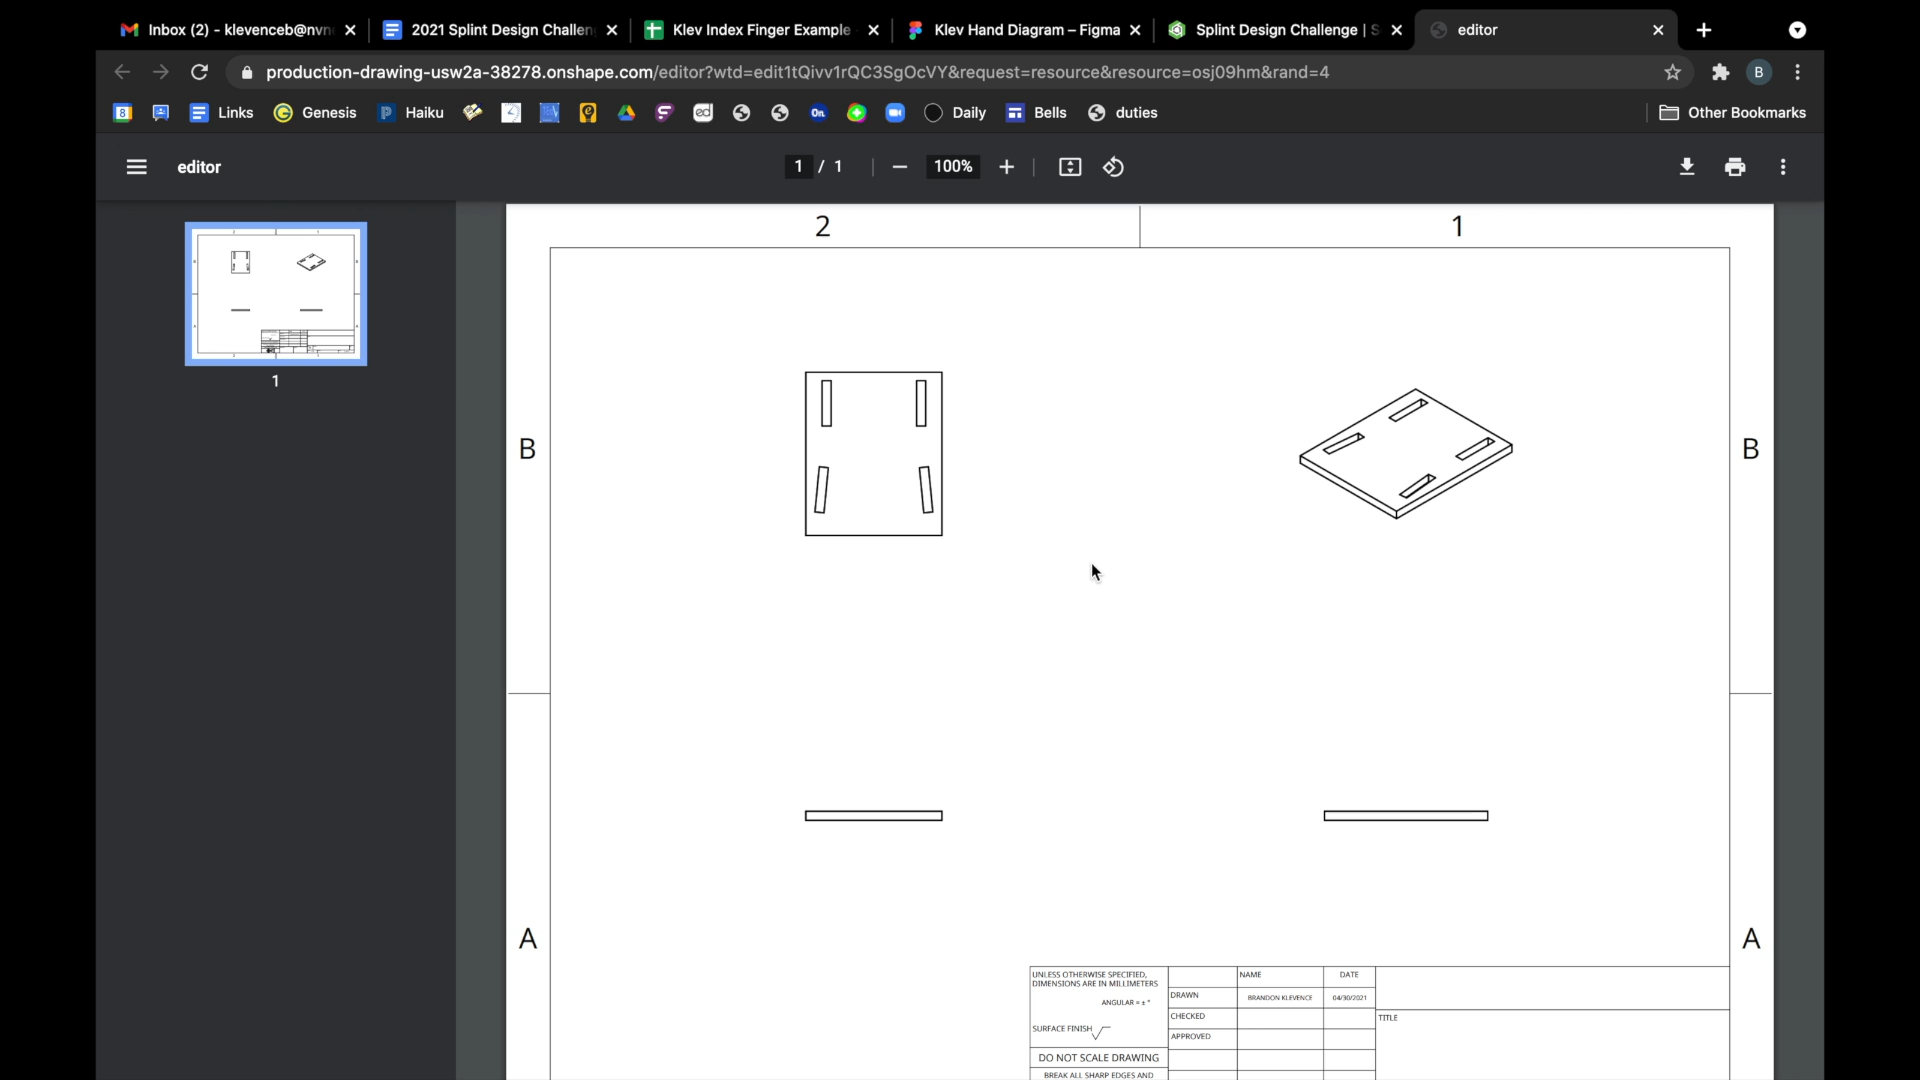 Inbox (2) - klevenceb@nvn
2021 Splint Design Challen
Klev Index Finger Example
Klev Hand Diagram – Figma
Splint Design Challenge | S
editor
production-drawing-usw2a-38278.onshape.com/editor?wtd=edit1tQivv1rQC3SgOcVY&request=resource&resource=osj09hm&rand=4
B
8
Links
Genesis
P
Haiku
ed
On
Daily
Bells
duties
Other Bookmarks
editor
1 / 1
100%
1
2
1
B
B
A
A
UNLESS OTHERWISE SPECIFIED,
DIMENSIONS ARE IN MILLIMETERS
ANGULAR = ± °
SURFACE FINISH
DO NOT SCALE DRAWING
BREAK ALL SHARP EDGES AND
NAME
DATE
DRAWN
BRANDON KLEVENCE
04/30/2021
CHECKED
APPROVED
TITLE